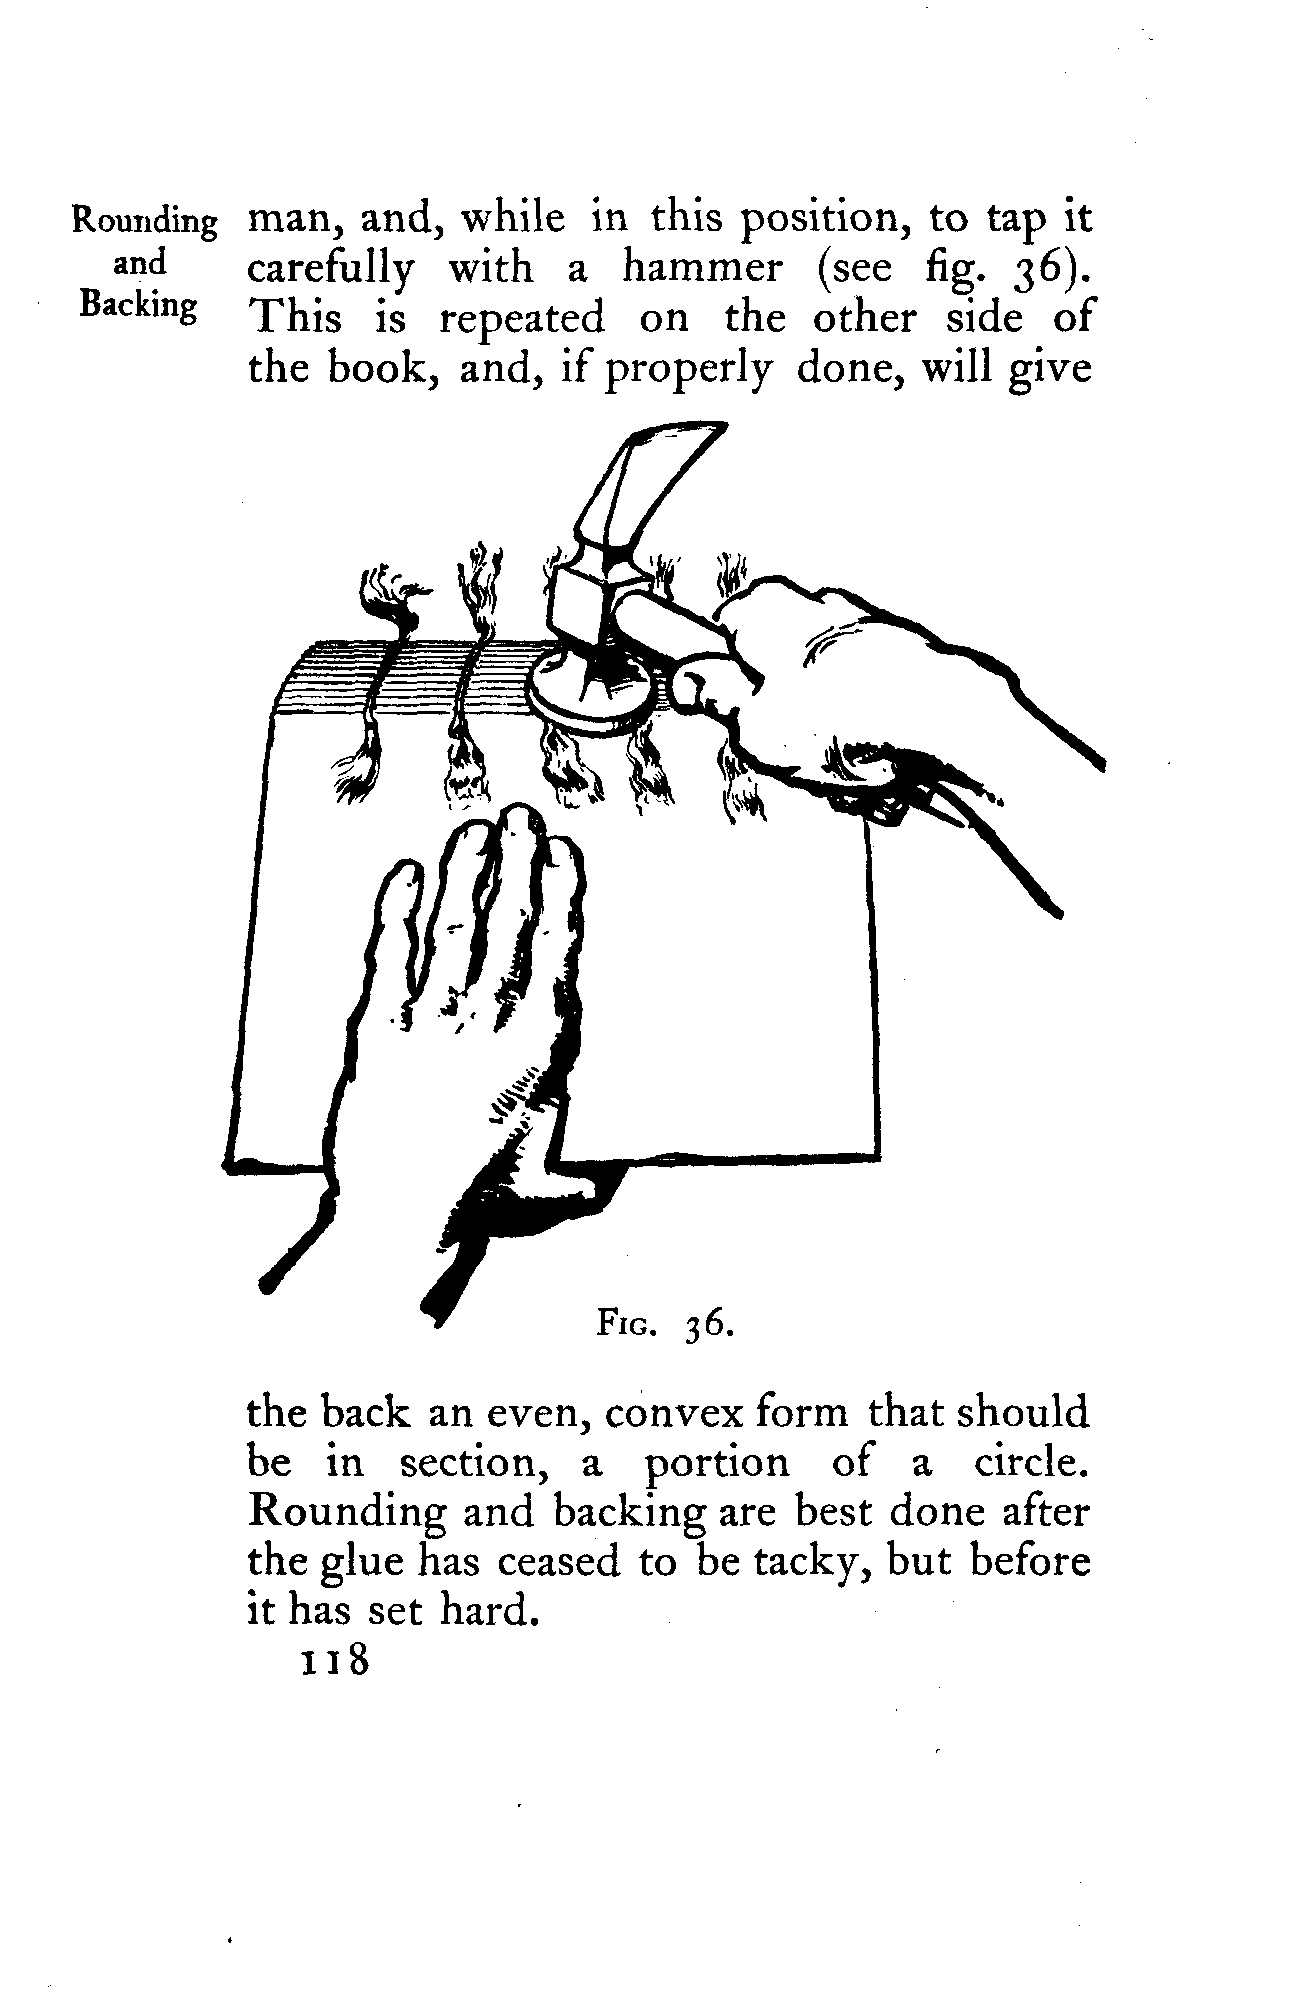 Rounding
and
Backing
man, and, while in this position, to tap it
carefully with a hammer (see fig. 36).
This is repeated on the other side of
the book, and, if properly done, will give
Fig. 36.
the back an even, convex form that should
be in section, a portion of a circle.
Rounding and backing are best done after
the glue has ceased to be tacky, but before
it has set hard.
118